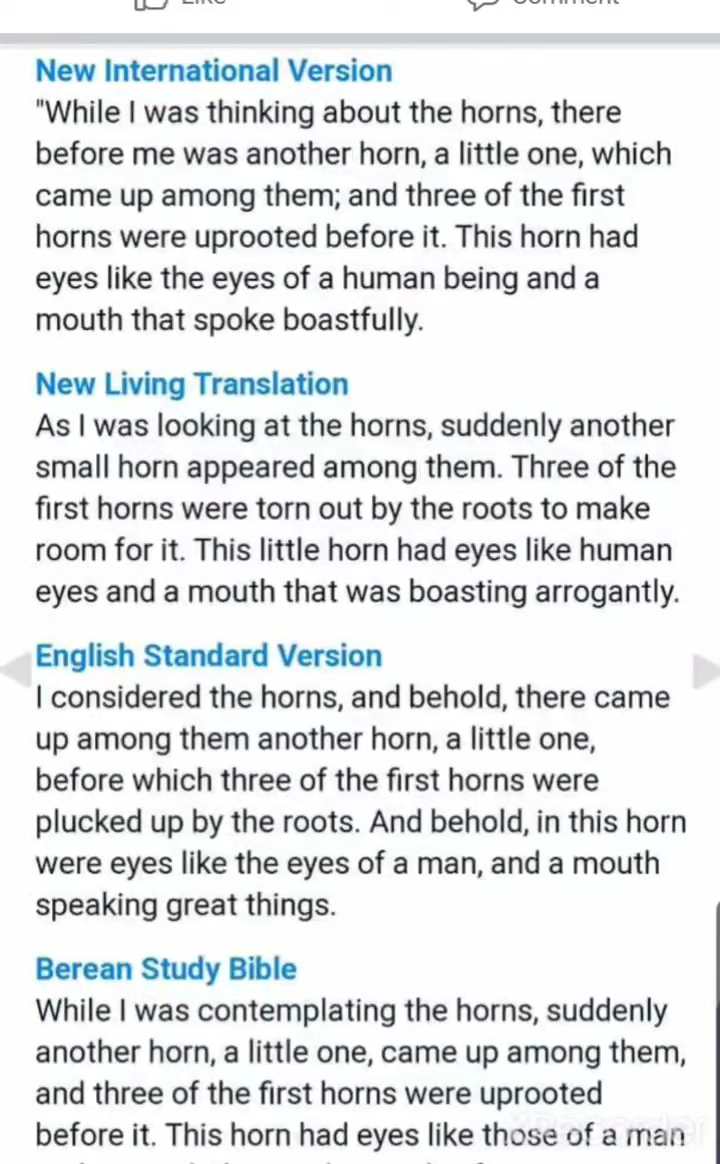 Like Comment
New International Version
"While I was thinking about the horns, there
before me was another horn, a little one, which
came up among them; and three of the first
horns were uprooted before it. This horn had
eyes like the eyes of a human being and a
mouth that spoke boastfully.
New Living Translation
As I was looking at the horns, suddenly another
small horn appeared among them. Three of the
first horns were torn out by the roots to make
room for it. This little horn had eyes like human
eyes and a mouth that was boasting arrogantly.
English Standard Version
I considered the horns, and behold, there came
up among them another horn, a little one,
before which three of the first horns were
plucked up by the roots. And behold, in this horn
were eyes like the eyes of a man, and a mouth
speaking great things.
Berean Study Bible
While I was contemplating the horns, suddenly
another horn, a little one, came up among them,
and three of the first horns were uprooted
before it. This horn had eyes like those of a man